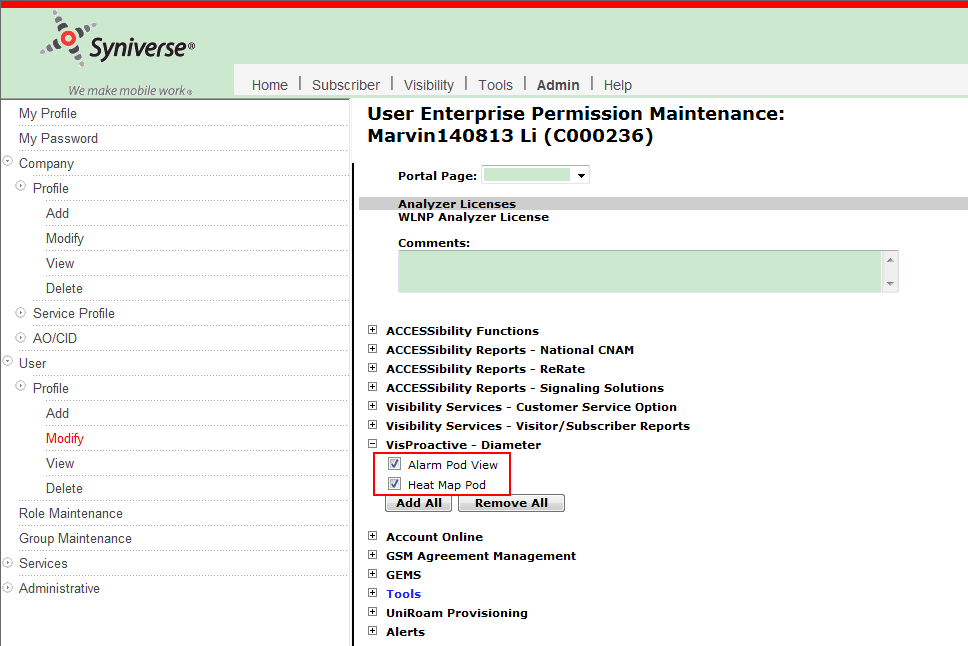 Syniverse®
We make mobile work®
Home | Subscriber | Visibility | Tools | Admin | Help
My Profile
My Password
Company
Profile
Add
Modify
View
Delete
Service Profile
AO/CID
User
Profile
Add
Modify
View
Delete
Role Maintenance
Group Maintenance
Services
Administrative
User Enterprise Permission Maintenance:
Marvin140813 Li (C000236)
Portal Page:
Analyzer Licenses
WLNP Analyzer License
Comments:
ACCESSibility Functions
ACCESSibility Reports - National CNAM
ACCESSibility Reports - ReRate
ACCESSibility Reports - Signaling Solutions
Visibility Services - Customer Service Option
Visibility Services - Visitor/Subscriber Reports
VisProactive - Diameter
Alarm Pod View
Heat Map Pod
Add All Remove All
Account Online
GSM Agreement Management
GEMS
Tools
UniRoam Provisioning
Alerts